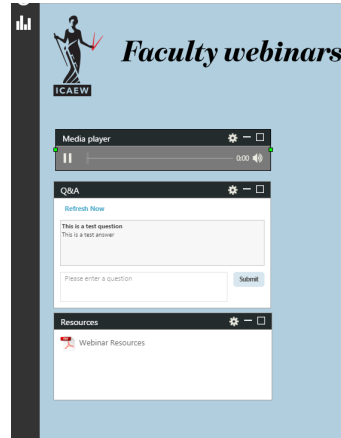 Faculty webinars
ICAEW
Media player
0:00
Q&A
Refresh Now
This is a test question
This is a test answer
Please enter a question
Submit
Resources
PDF
Webinar Resources